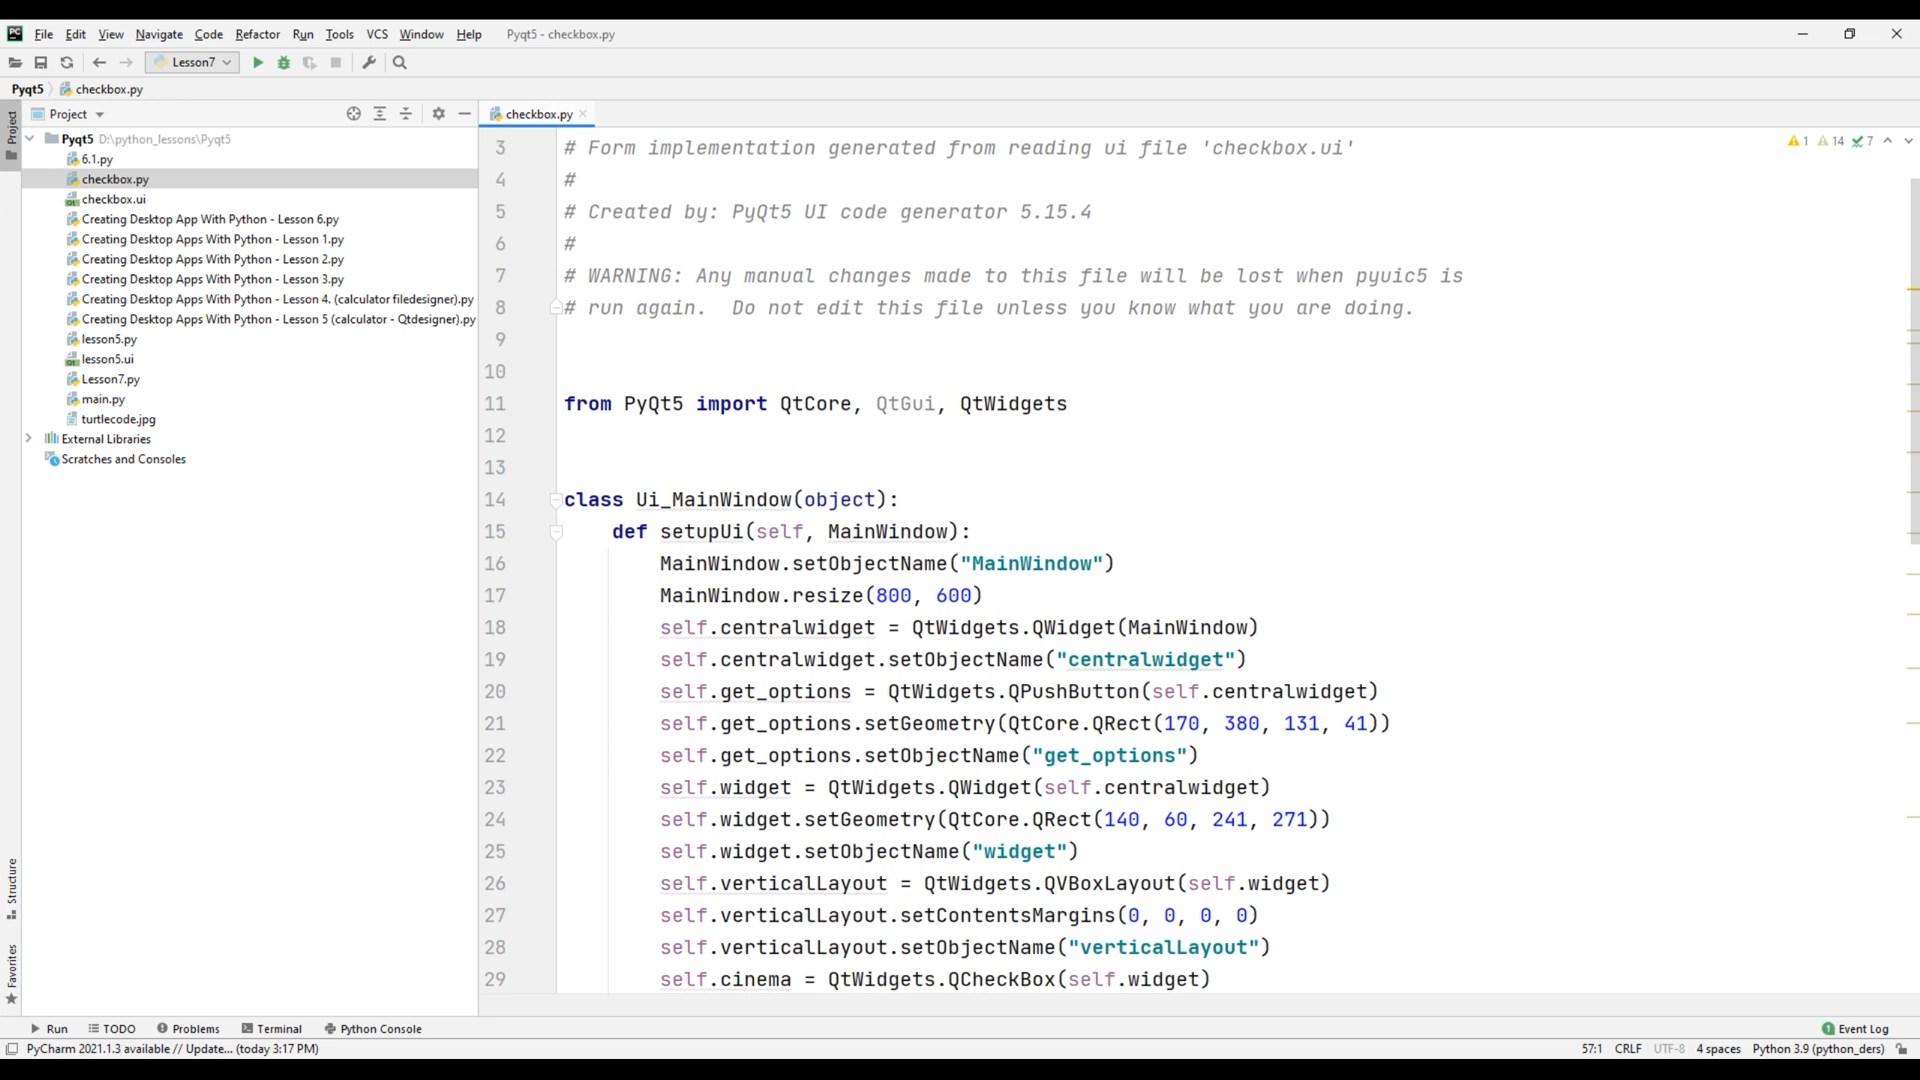 PC File Edit View Navigate Code Refactor Run Tools VCS Window Help Pyqt5 - checkbox.py
Lesson7
Pyqt5 checkbox.py
Project
checkbox.py
Project
Pyqt5 D:\python_lessons\Pyqt5
6.1.py
checkbox.py
checkbox.ui
Creating Desktop App With Python - Lesson 6.py
Creating Desktop Apps With Python - Lesson 1.py
Creating Desktop Apps With Python - Lesson 2.py
Creating Desktop Apps With Python - Lesson 3.py
Creating Desktop Apps With Python - Lesson 4. (calculator filedesigner).py
Creating Desktop Apps With Python - Lesson 5 (calculator - Qtdesigner).py
lesson5.py
lesson5.ui
Lesson7.py
main.py
turtlecode.jpg
External Libraries
Scratches and Consoles
Structure
Favorites
1 14 7
3 # Form implementation generated from reading ui file 'checkbox.ui'
4 #
5 # Created by: PyQt5 UI code generator 5.15.4
6 #
7 # WARNING: Any manual changes made to this file will be lost when pyuic5 is
8 # run again.  Do not edit this file unless you know what you are doing.
9
10
11 from PyQt5 import QtCore, QtGui, QtWidgets
12
13
14 class Ui_MainWindow(object):
15     def setupUi(self, MainWindow):
16         MainWindow.setObjectName("MainWindow")
17         MainWindow.resize(800, 600)
18         self.centralwidget = QtWidgets.QWidget(MainWindow)
19         self.centralwidget.setObjectName("centralwidget")
20         self.get_options = QtWidgets.QPushButton(self.centralwidget)
21         self.get_options.setGeometry(QtCore.QRect(170, 380, 131, 41))
22         self.get_options.setObjectName("get_options")
23         self.widget = QtWidgets.QWidget(self.centralwidget)
24         self.widget.setGeometry(QtCore.QRect(140, 60, 241, 271))
25         self.widget.setObjectName("widget")
26         self.verticalLayout = QtWidgets.QVBoxLayout(self.widget)
27         self.verticalLayout.setContentsMargins(0, 0, 0, 0)
28         self.verticalLayout.setObjectName("verticalLayout")
29         self.cinema = QtWidgets.QCheckBox(self.widget)
Run TODO Problems Terminal Python Console 1 Event Log
PyCharm 2021.1.3 available // Update... (today 3:17 PM) 57:1 CRLF UTF-8 4 spaces Python 3.9 (python_ders)